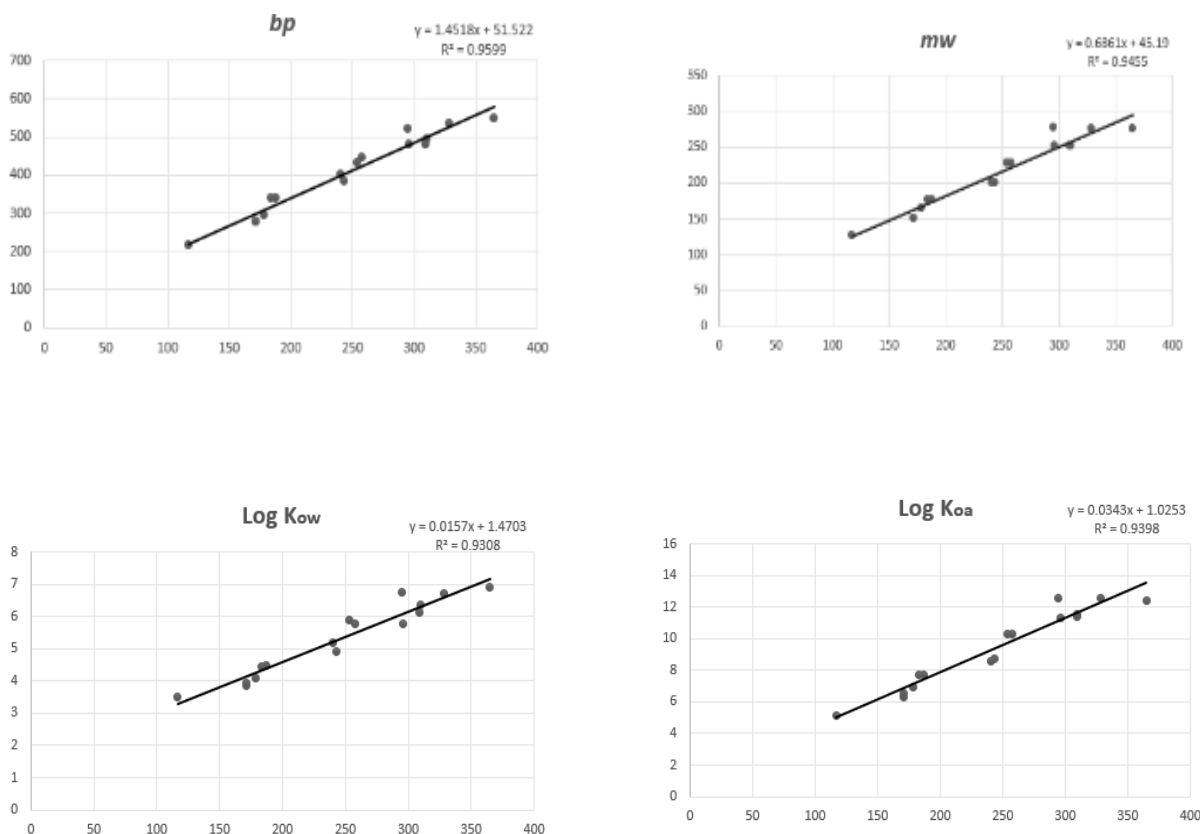 bp
y = 1.4518x + 51.522
R² = 0.9599
700
600
500
400
300
200
100
0
0 50 100 150 200 250 300 350 400
mw
y = 0.6861x + 45.19
R² = 0.9455
350
300
250
200
150
100
50
0
0 50 100 150 200 250 300 350 400
Log Kow
y = 0.0157x + 1.4703
R² = 0.9308
8
7
6
5
4
3
2
1
0
0 50 100 150 200 250 300 350 400
Log Koa
y = 0.0343x + 1.0253
R² = 0.9398
16
14
12
10
8
6
4
2
0
0 50 100 150 200 250 300 350 400